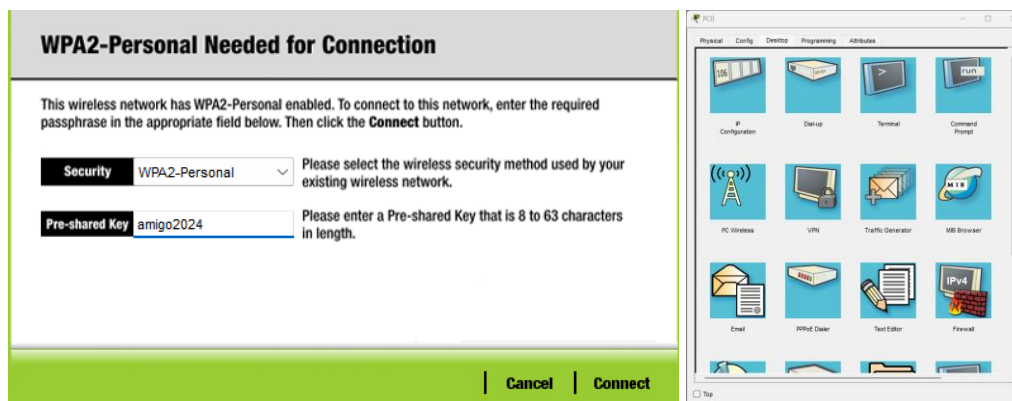 WPA2-Personal Needed for Connection
This wireless network has WPA2-Personal enabled. To connect to this network, enter the required
passphrase in the appropriate field below. Then click the Connect button.
Security
WPA2-Personal
Please select the wireless security method used by your
existing wireless network.
Pre-shared Key
amigo2024
Please enter a Pre-shared Key that is 8 to 63 characters
in length.
Cancel
Connect
PC0
Physical Config Desktop Programming Attributes
106
IP
Configuration
Dial-up
>
Terminal
run
Command
Prompt
PC Wireless
VPN
Traffic Generator
MIB
MIB Browser
Email
PPPoE Dialer
Text Editor
IPv4
Firewall
Top